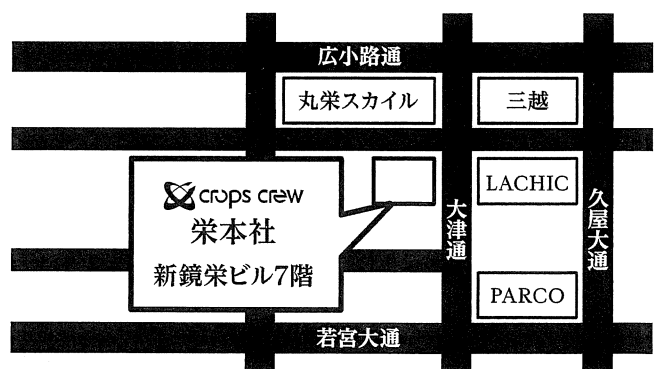 広小路通
丸栄スカイル
三越
crops crew
栄本社
新鏡栄ビル7階
LACHIC
大津通
久屋大通
PARCO
若宮大通